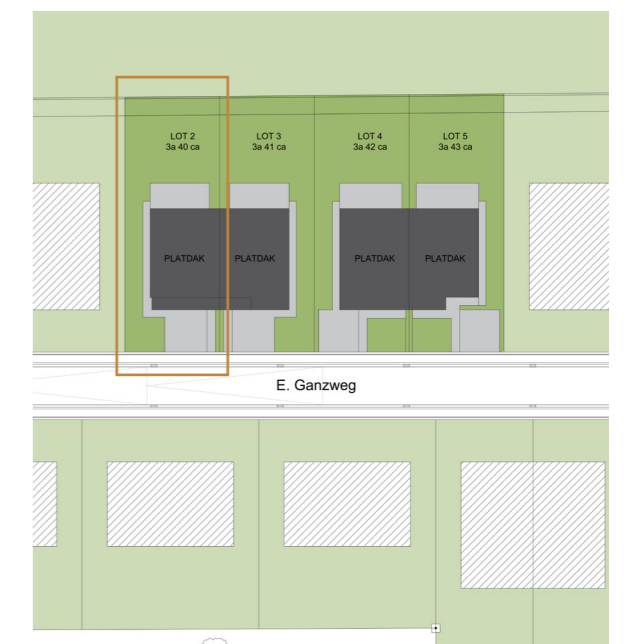 LOT 2
3a 40 ca
LOT 3
3a 41 ca
LOT 4
3a 42 ca
LOT 5
3a 43 ca
PLATDAK
PLATDAK
PLATDAK
PLATDAK
E. Ganzweg